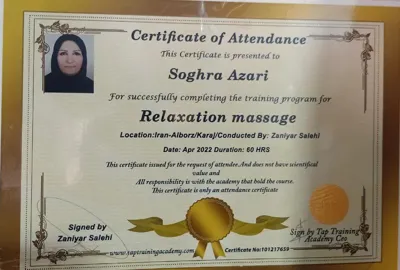 Certificate of Attendance
This Certificate is presented to
Soghra Azari
For successfully completing the training program for
Relaxation massage
Location:Iran-Alborz/Karaj/Conducted By: Zaniyar Salehi
Date: Apr 2022 Duration: 60 HRS
This certificate issued for the request of attendee.And does not have scientifical
value and
All responsibility is with the academy that hold the course.
This certificate is only an attendance certificate
Signed by
Zaniyar Salehi
www.taptrainingacademy.com
Certificate No:101217659
Sign by Tap Training
Academy Ceo